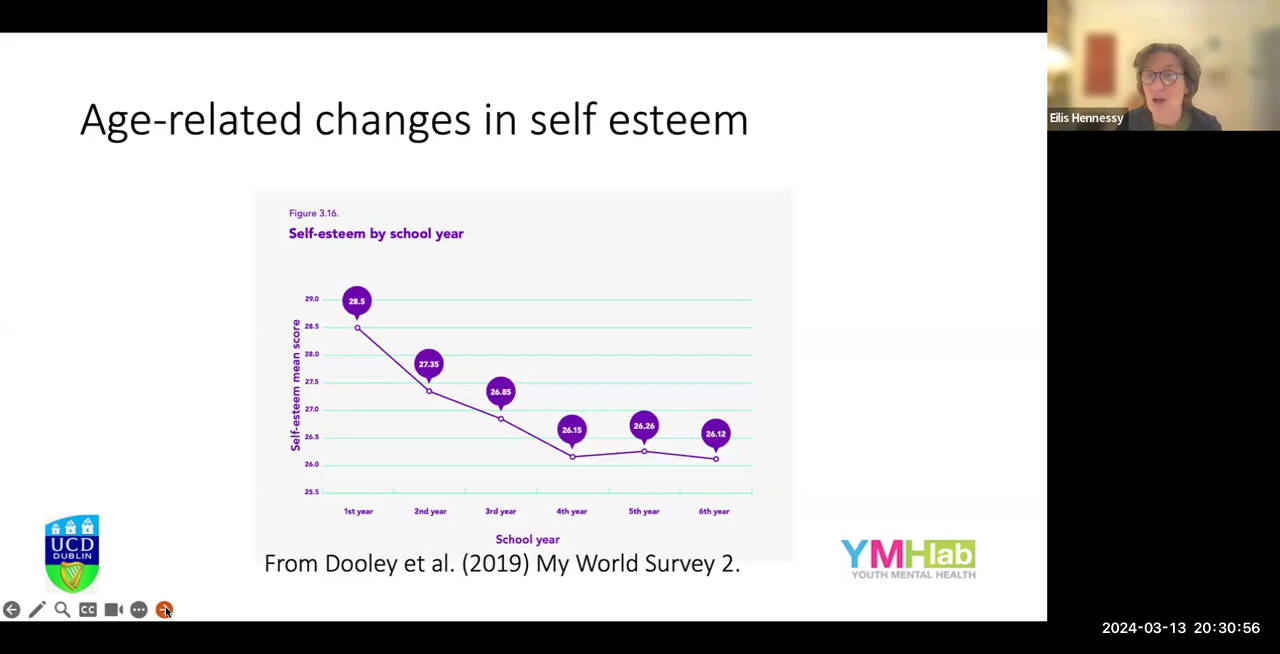 Age-related changes in self esteem
Eilis Hennessy
Figure 3.16.
Self-esteem by school year
Self-esteem mean score
29.0
28.5
28.0
27.5
27.0
26.5
26.0
25.5
28.5
27.35
26.85
26.15
26.26
26.12
1st year
2nd year
3rd year
4th year
5th year
6th year
School year
From Dooley et al. (2019) My World Survey 2.
UCD
DUBLIN
YMHlab
YOUTH MENTAL HEALTH
CC
2024-03-13 20:30:56